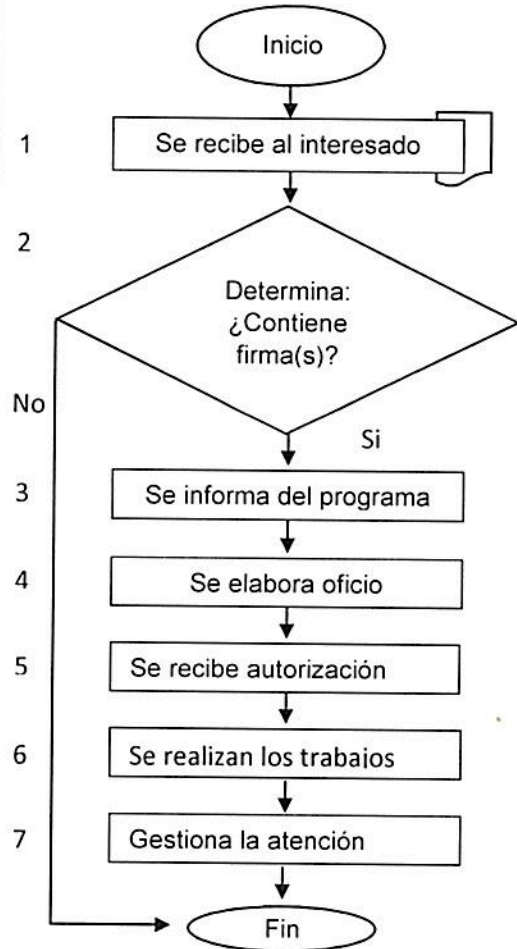 Inicio
1
Se recibe al interesado
2
Determina:
¿Contiene
firma(s)?
No
Si
3
Se informa del programa
4
Se elabora oficio
5
Se recibe autorización
6
Se realizan los trabajos
7
Gestiona la atención
Fin